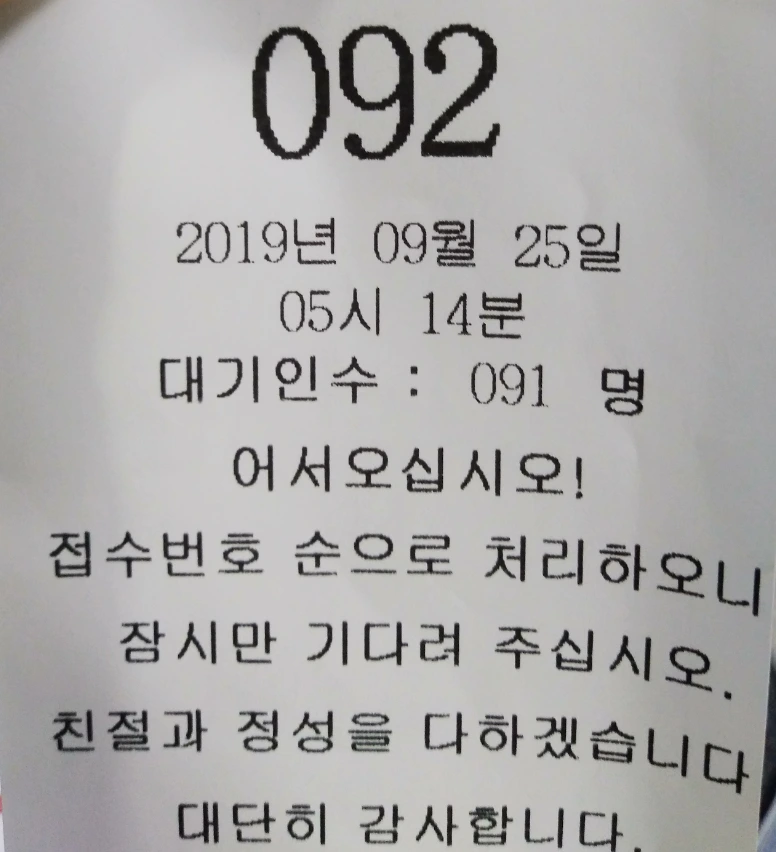 092
2019년 09월 25일
05시 14분
대기인수 : 091 명
어서오십시오!
접수번호 순으로 처리하오니
잠시만 기다려 주십시오.
친절과 정성을 다하겠습니다
대단히 감사합니다.